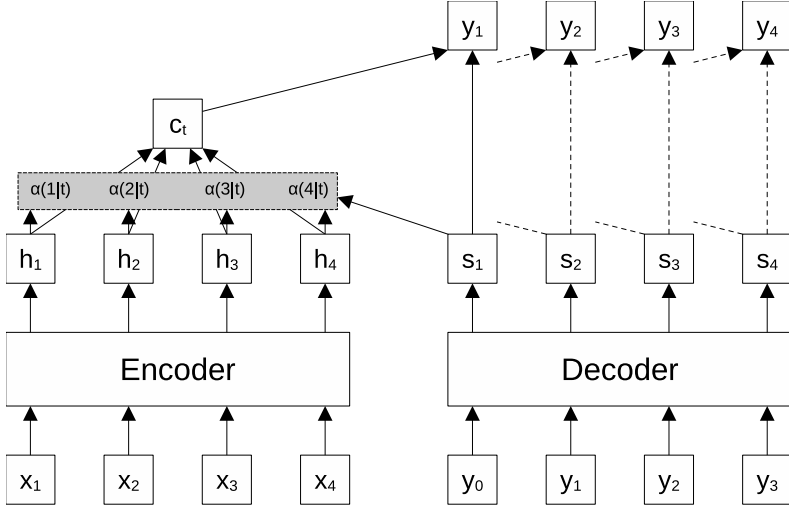 y₁ y₂ y₃ y₄
cₜ
α(1|t) α(2|t) α(3|t) α(4|t)
h₁ h₂ h₃ h₄ s₁ s₂ s₃ s₄
Encoder Decoder
x₁ x₂ x₃ x₄ y₀ y₁ y₂ y₃